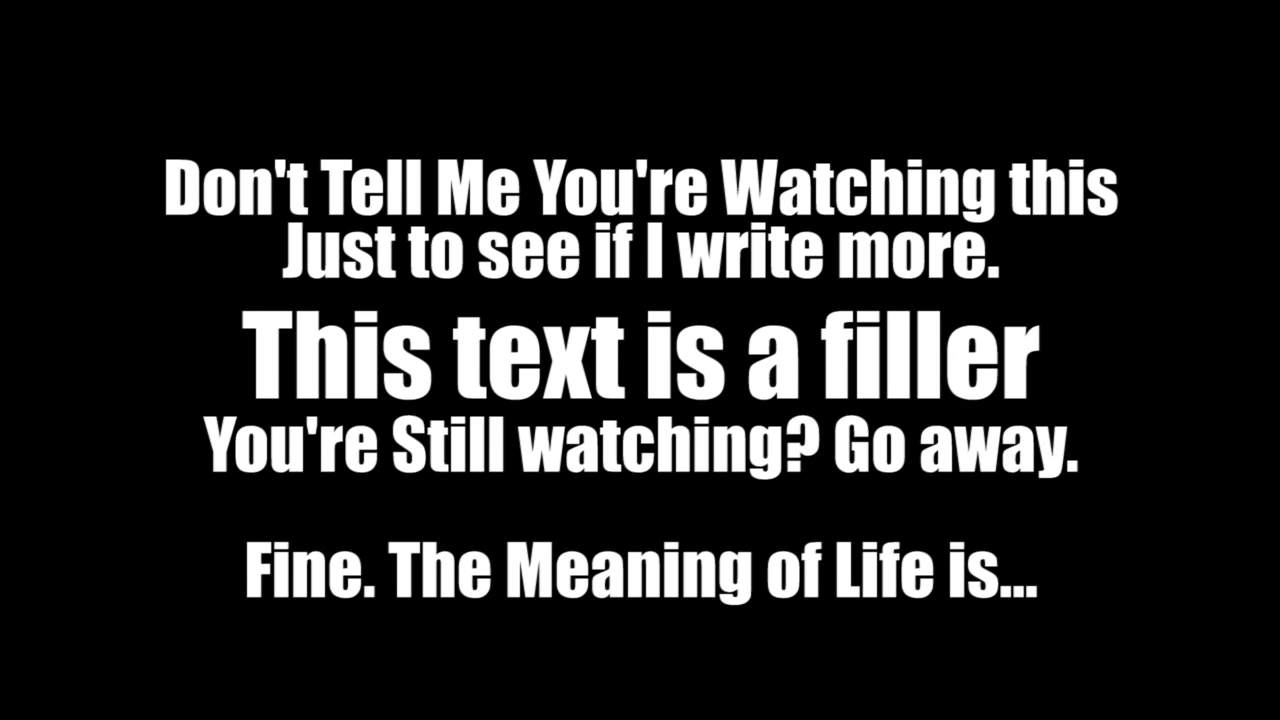 Don't Tell Me You're Watching this
Just to see if I write more.
This text is a filler
You're Still watching? Go away.
Fine. The Meaning of Life is...